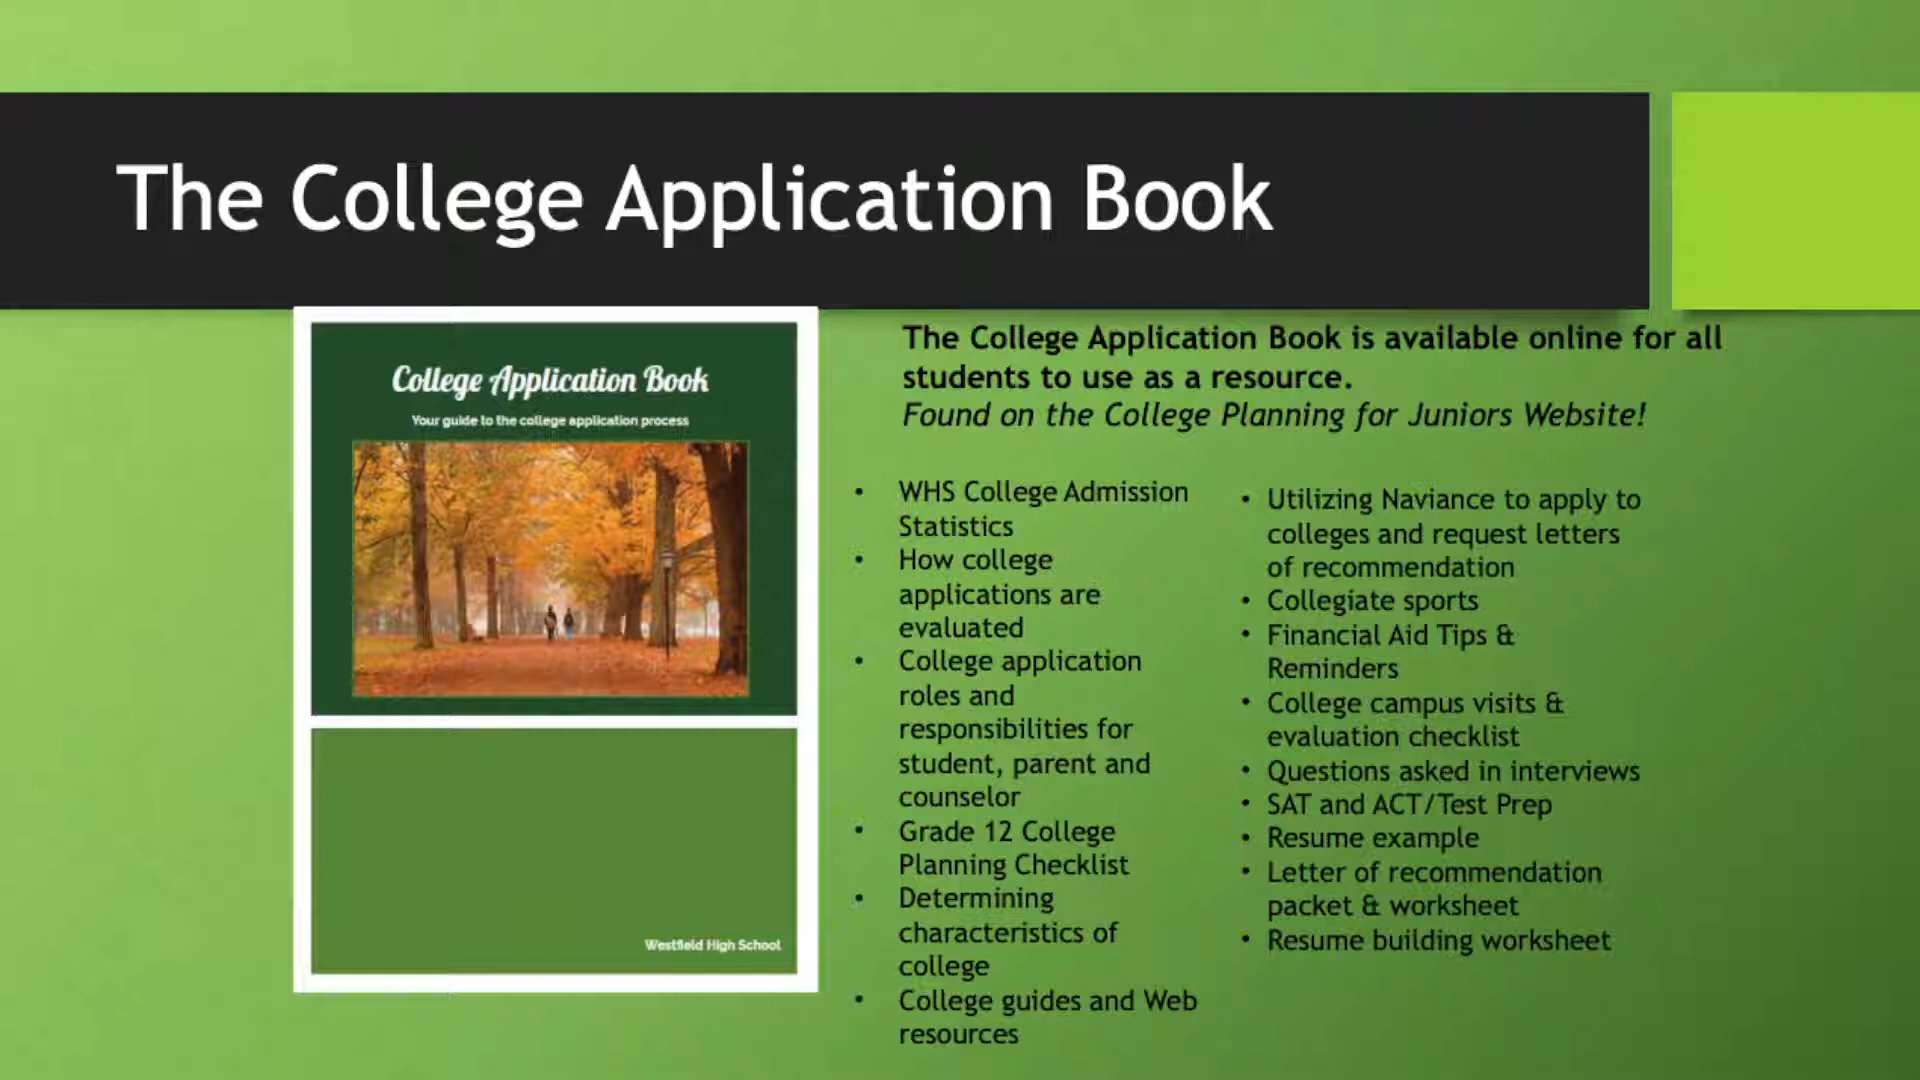 The College Application Book
College Application Book
Your guide to the college application process
Westfield High School
The College Application Book is available online for all
students to use as a resource.
Found on the College Planning for Juniors Website!
• WHS College Admission
Statistics
• How college
applications are
evaluated
• College application
roles and
responsibilities for
student, parent and
counselor
• Grade 12 College
Planning Checklist
• Determining
characteristics of
college
• College guides and Web
resources
• Utilizing Naviance to apply to
colleges and request letters
of recommendation
• Collegiate sports
• Financial Aid Tips &
Reminders
• College campus visits &
evaluation checklist
• Questions asked in interviews
• SAT and ACT/Test Prep
• Resume example
• Letter of recommendation
packet & worksheet
• Resume building worksheet